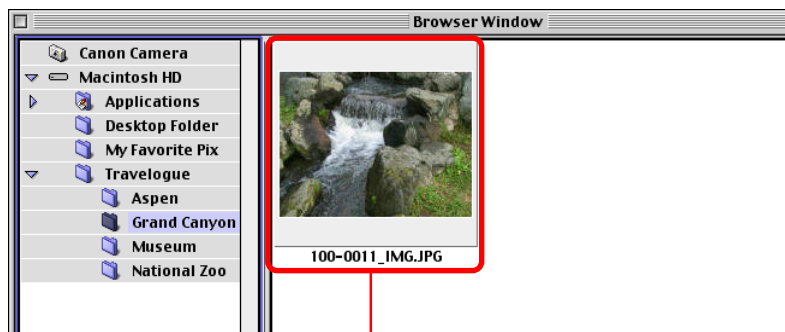 Browser Window
Canon Camera
Macintosh HD
Applications
Desktop Folder
My Favorite Pix
Travelogue
Aspen
Grand Canyon
Museum
National Zoo
100-0011_IMG.JPG